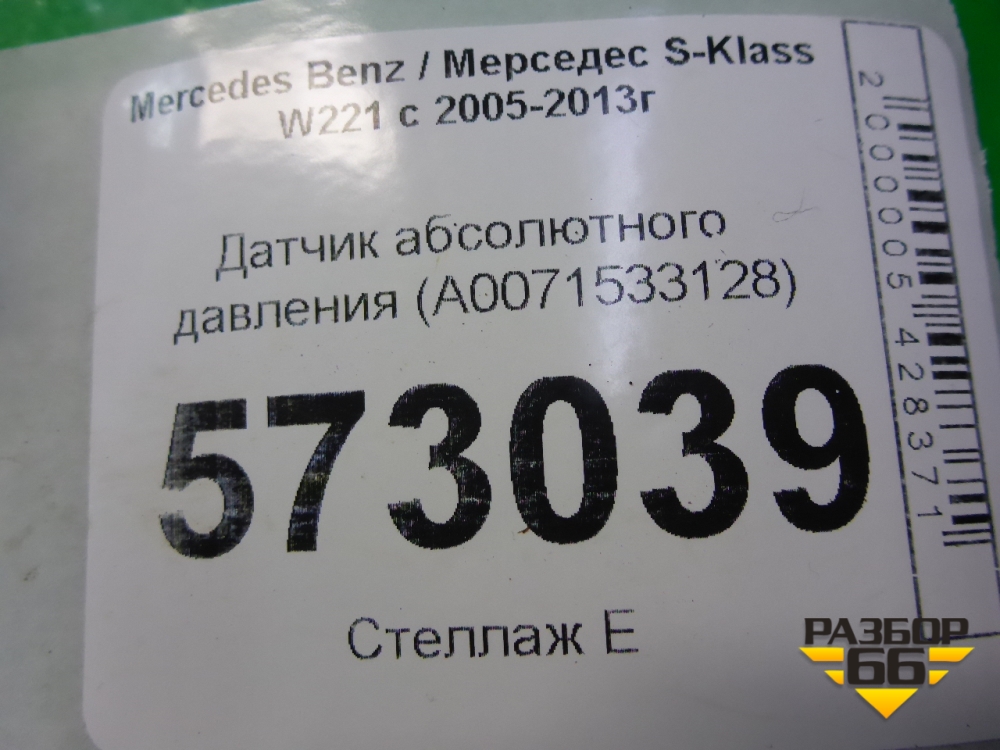 Mercedes Benz / Мерседес S-Klass
W221 с 2005-2013г
Датчик абсолютного
давления (A0071533128)
573039
Стеллаж Е
2000005428371
РАЗБОР
66